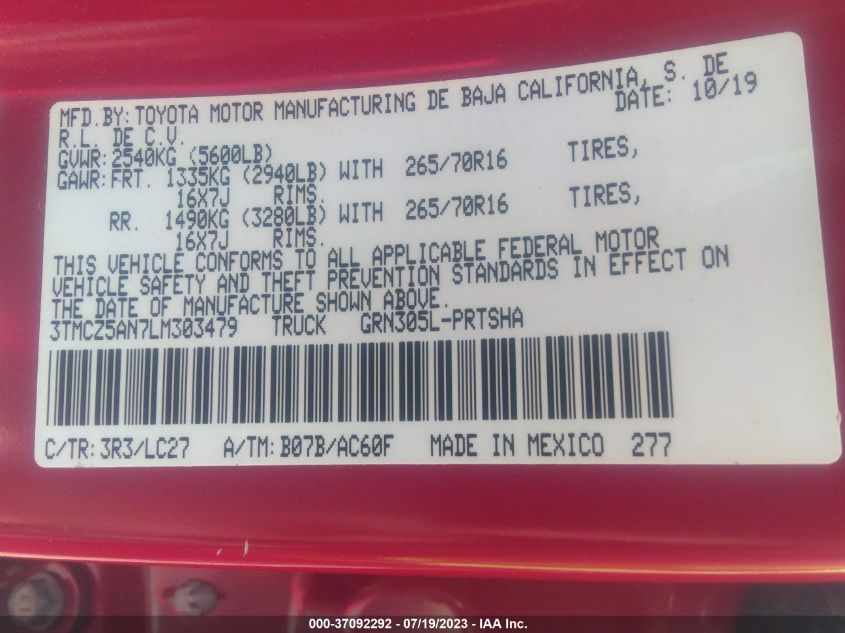 MFD.BY: TOYOTA MOTOR MANUFACTURING DE BAJA CALIFORNIA, S. DE
R.L. DE C.V. DATE: 10/19
GVWR: 2540KG (5600LB)
GAWR: FRT. 1335KG (2940LB) WITH 265/70R16 TIRES,
16X7J RIMS.
RR. 1490KG (3280LB) WITH 265/70R16 TIRES,
16X7J RIMS.
THIS VEHICLE CONFORMS TO ALL APPLICABLE FEDERAL MOTOR
VEHICLE SAFETY AND THEFT PREVENTION STANDARDS IN EFFECT ON
THE DATE OF MANUFACTURE SHOWN ABOVE.
3TMCZ5AN7LM303479 TRUCK GRN305L-PRTSHA
C/TR: 3R3/LC27 A/TM: B07B/AC60F MADE IN MEXICO 277
000-37092292 - 07/19/2023 - IAA Inc.